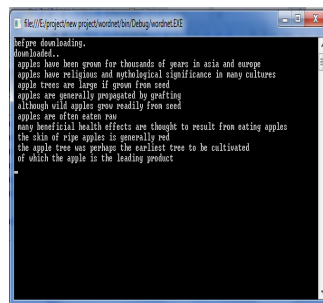 file:///E:/project/new project/wordnet/bin/Debug/wordnet.EXE
befpre downloading.
downloaded..
apples have been grown for thousands of years in asia and europe
apples have religious and mythological significance in many cultures
apple trees are large if grown from seed
apples are generally propagated by grafting
although wild apples grow readily from seed
apples are often eaten raw
many beneficial health effects are thought to result from eating apples
the skin of ripe apples is generally red
the apple tree was perhaps the earliest tree to be cultivated
of which the apple is the leading product